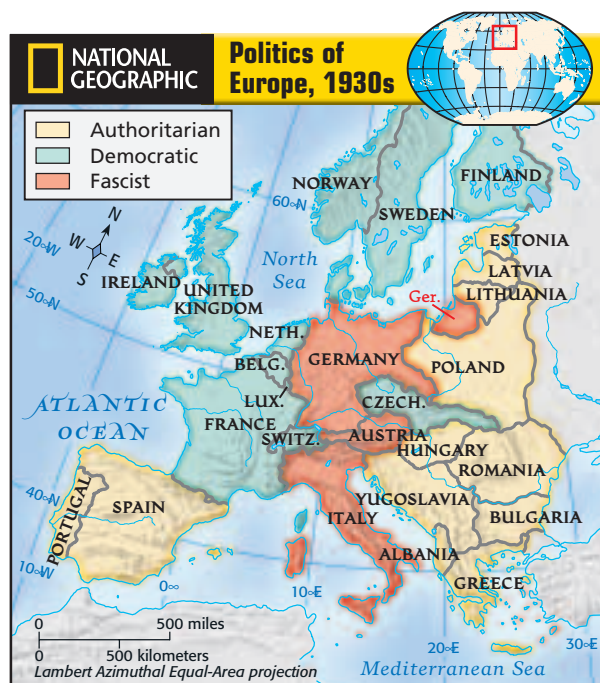 NATIONAL
GEOGRAPHIC
Politics of
Europe, 1930s
Authoritarian
Democratic
Fascist
N
W
E
S
20∞W
60∞N
50∞N
40∞N
10∞W
0∞
10∞E
20∞E
30∞E
NORWAY
SWEDEN
FINLAND
ESTONIA
LATVIA
LITHUANIA
North
Sea
IRELAND
UNITED
KINGDOM
Ger.
NETH.
BELG.
LUX.
GERMANY
POLAND
CZECH.
ATLANTIC
OCEAN
FRANCE
SWITZ.
AUSTRIA
HUNGARY
ROMANIA
PORTUGAL
SPAIN
ITALY
YUGOSLAVIA
BULGARIA
ALBANIA
GREECE
0
500 miles
0
500 kilometers
Lambert Azimuthal Equal-Area projection
Mediterranean Sea